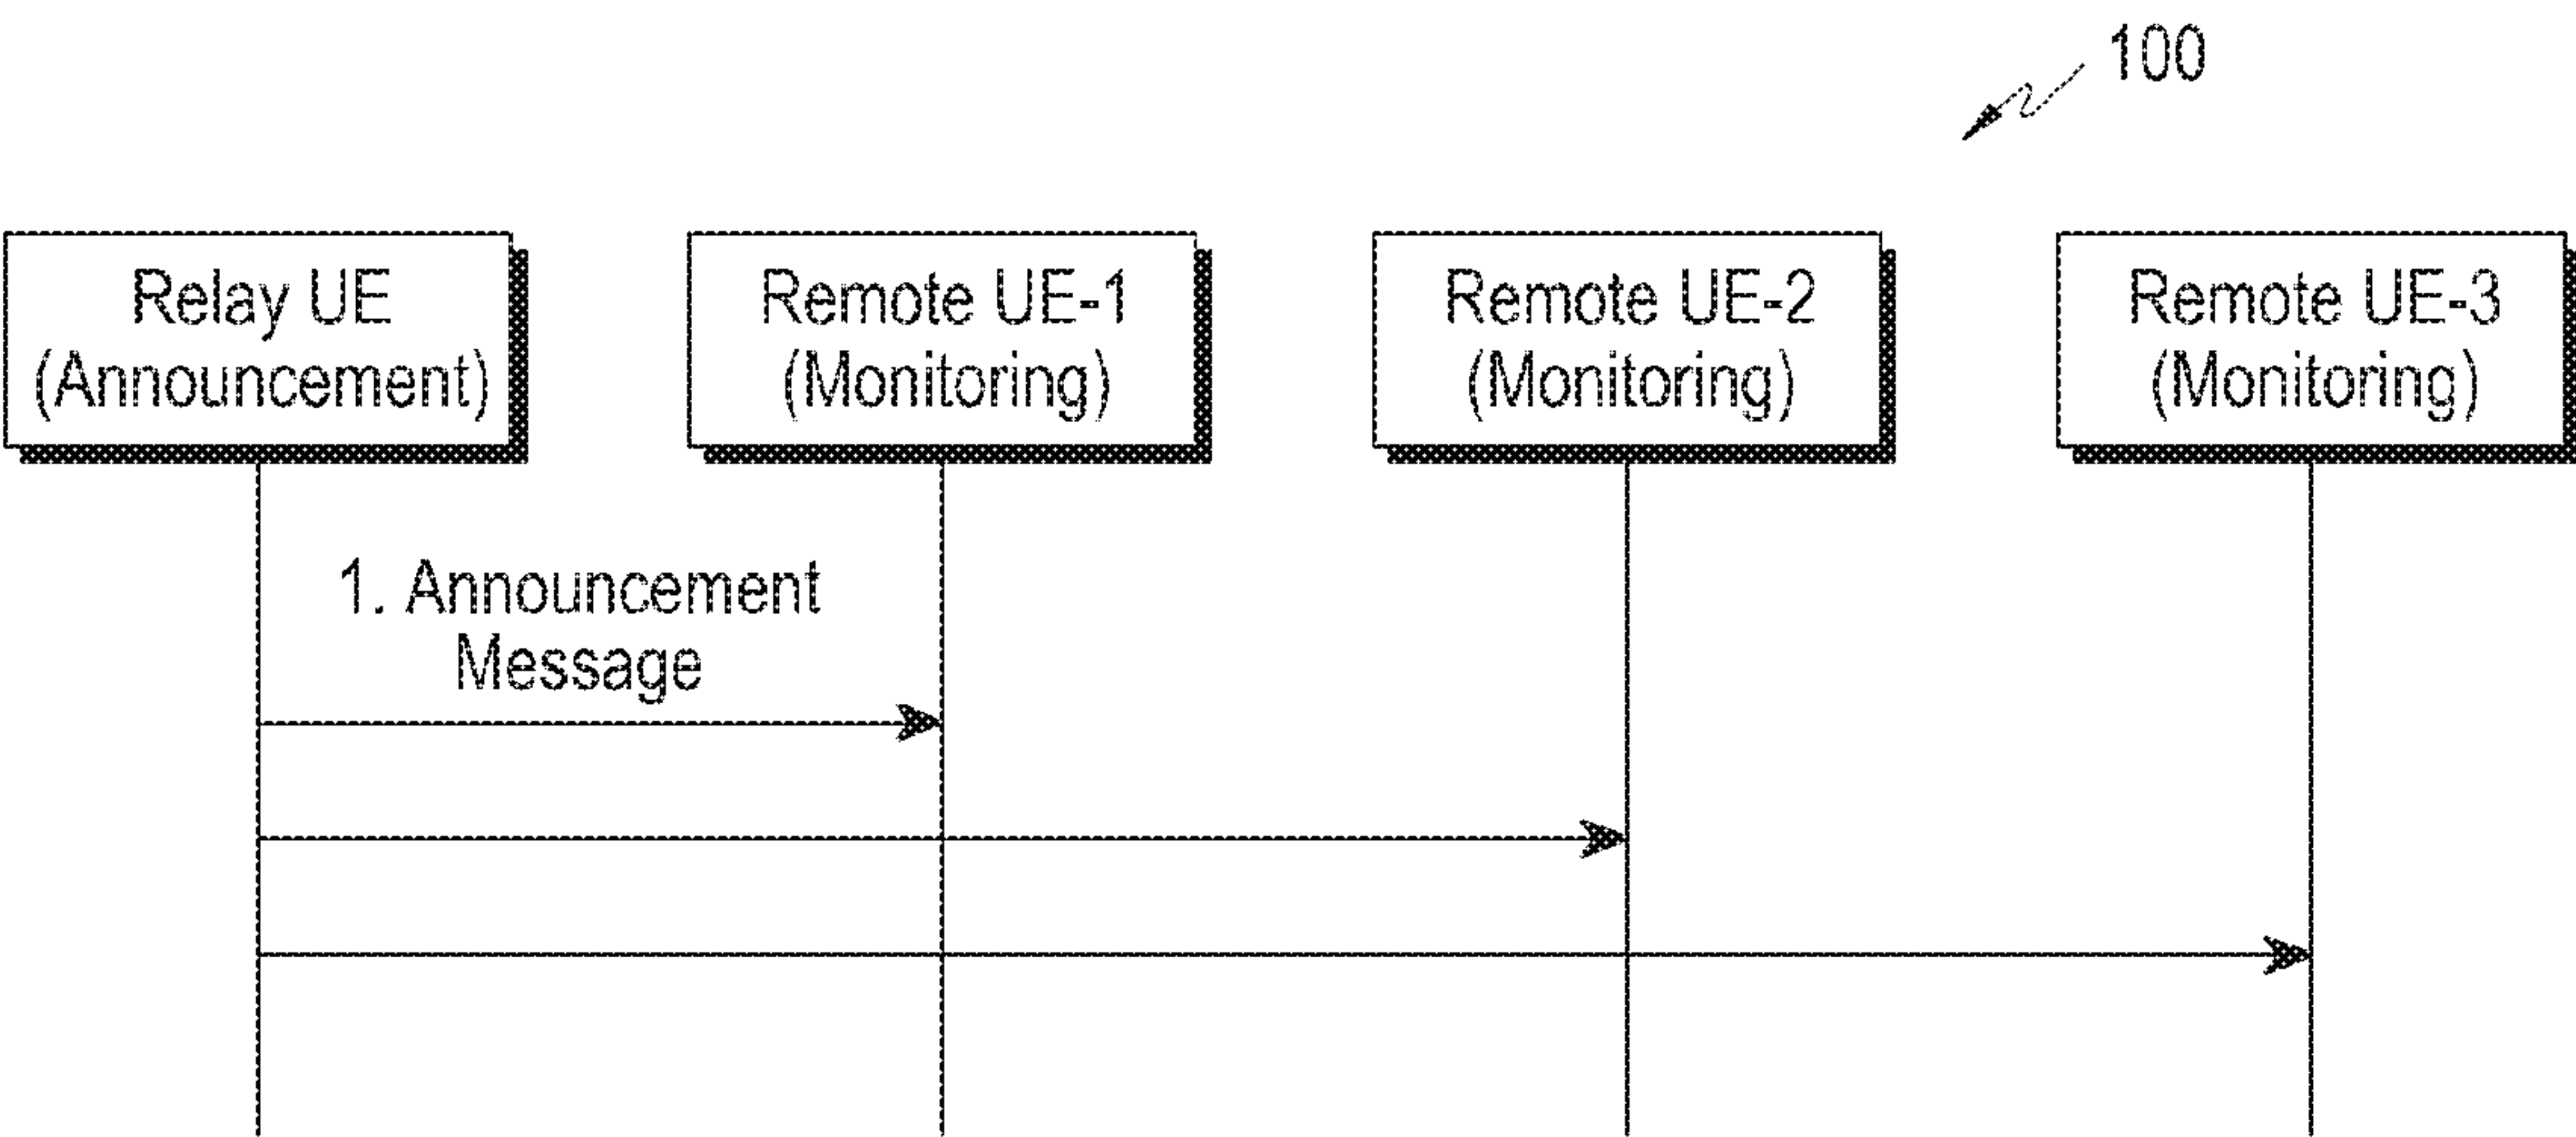 100
Relay UE
(Announcement)
Remote UE-1
(Monitoring)
Remote UE-2
(Monitoring)
Remote UE-3
(Monitoring)
1. Announcement
Message